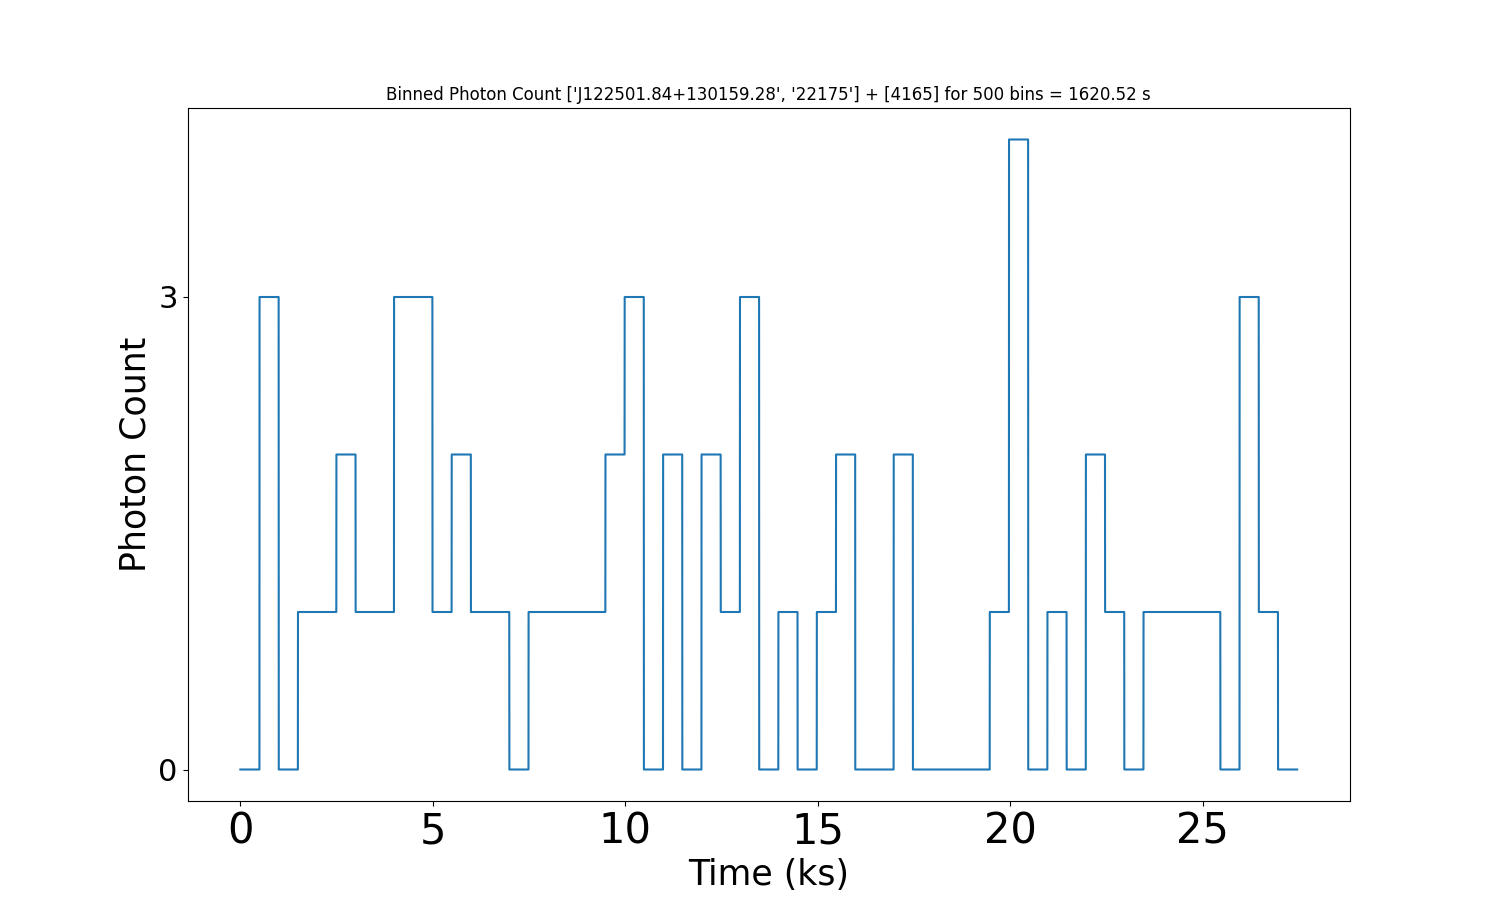 Binned Photon Count ['J122501.84+130159.28', '22175'] + [4165] for 500 bins = 1620.52 s
3
Photon Count
0
0 5 10 15 20 25
Time (ks)